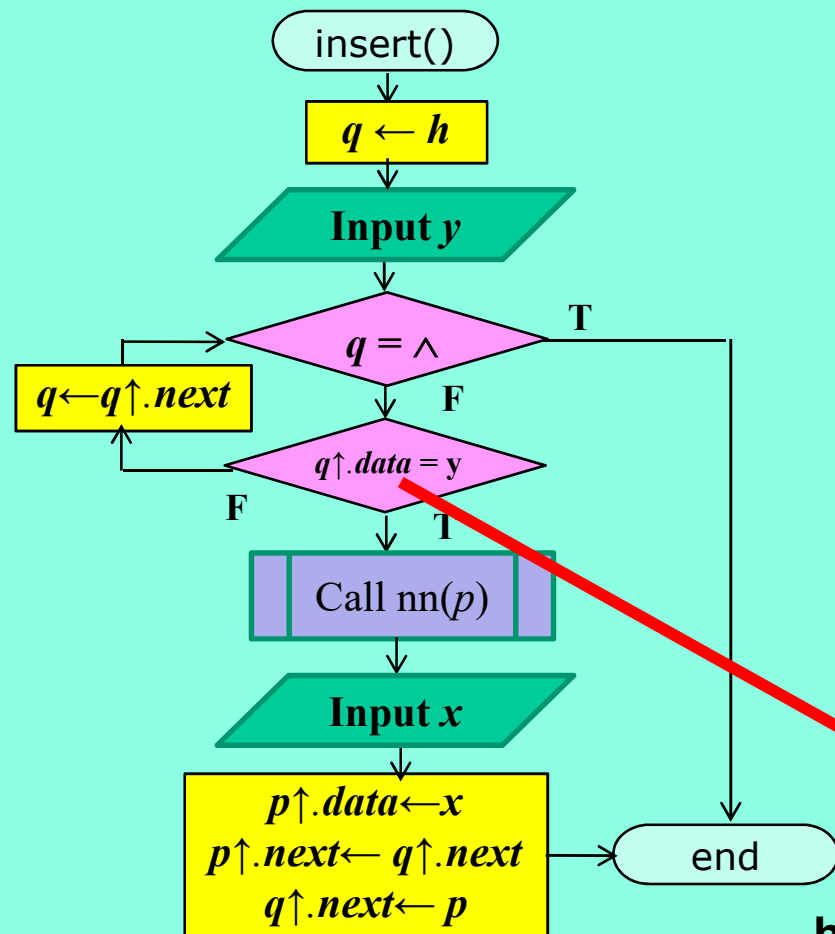 insert()
q ← h
Input y
q = ∧
T
q←q↑.next
F
q↑.data = y
F
T
Call nn(p)
Input x
p↑.data←x
p↑.next← q↑.next
q↑.next← p
end